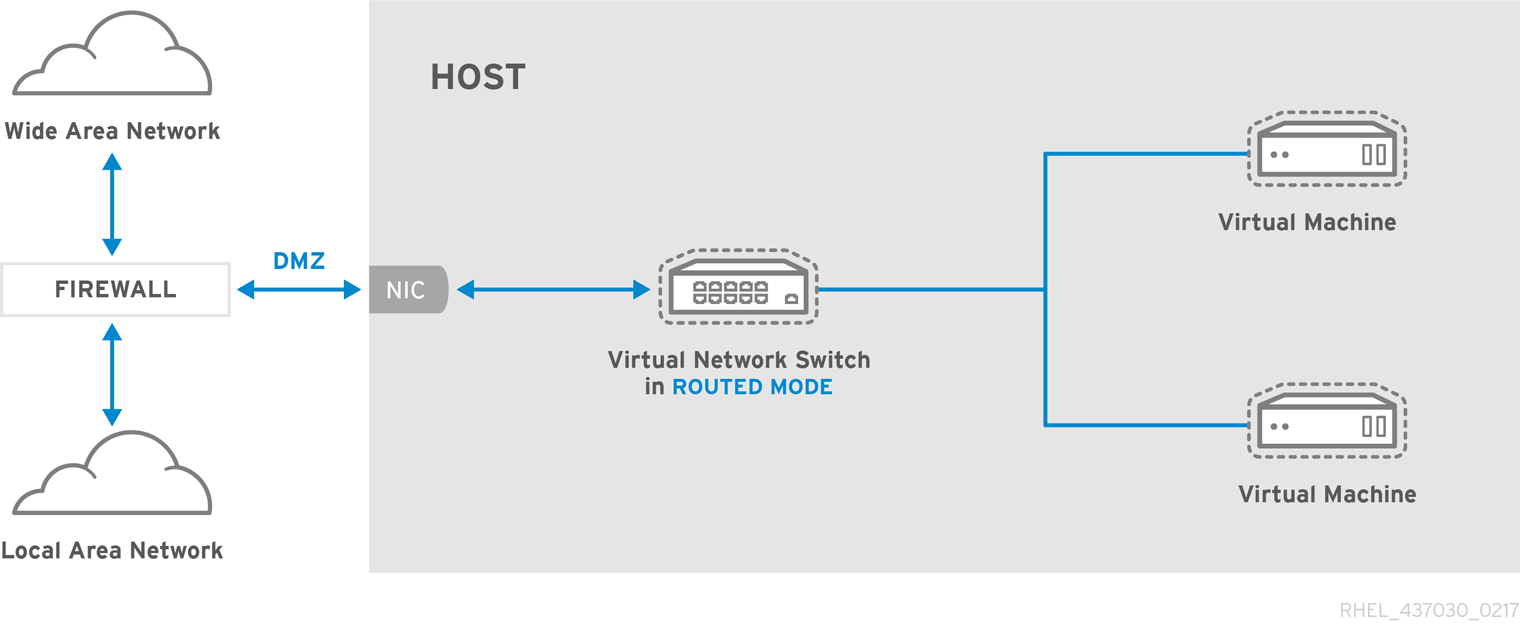 HOST
Wide Area Network
Virtual Machine
DMZ
FIREWALL
NIC
Virtual Network Switch
in ROUTED MODE
Virtual Machine
Local Area Network
RHEL_437030_0217